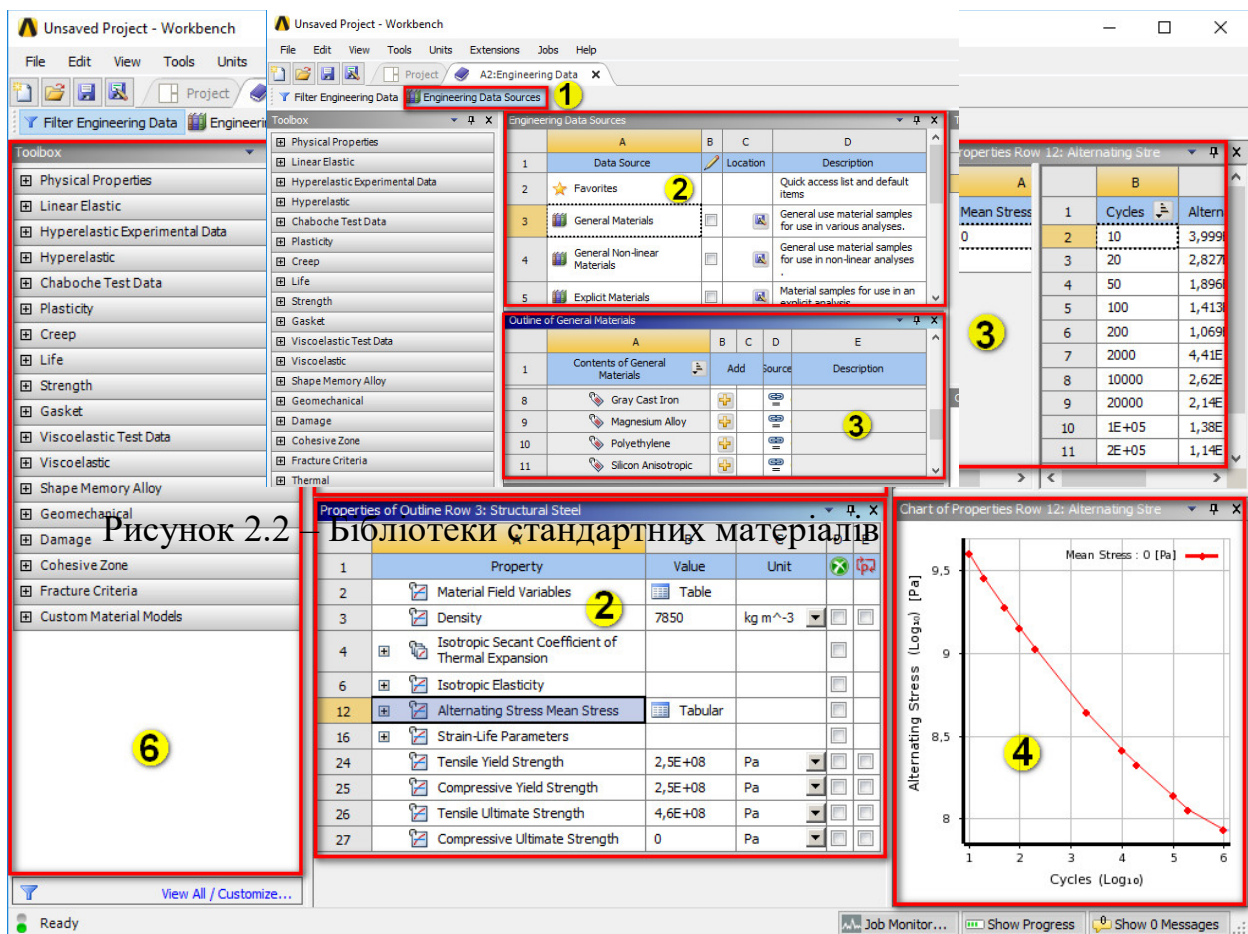 Unsaved Project - Workbench
File Edit View Tools Units
Project
Filter Engineering Data
Toolbox
Physical Properties
Linear Elastic
Hyperelastic Experimental Data
Hyperelastic
Chaboche Test Data
Plasticity
Creep
Life
Strength
Gasket
Viscoelastic Test Data
Viscoelastic
Shape Memory Alloy
Geomechanical
Damage
Cohesive Zone
Fracture Criteria
Custom Material Models
6
View All / Customize...
Ready
Unsaved Project - Workbench
File Edit View Tools Units Extensions Jobs Help
Project A2:Engineering Data
Filter Engineering Data Engineering Data Sources 1
Toolbox
Physical Properties
Linear Elastic
Hyperelastic Experimental Data
Hyperelastic
Chaboche Test Data
Plasticity
Creep
Life
Strength
Gasket
Viscoelastic Test Data
Viscoelastic
Shape Memory Alloy
Geomechanical
Damage
Cohesive Zone
Fracture Criteria
Thermal
Engineering Data Sources
A B C D
1 Data Source Location Description
2 Favorites 2 Quick access list and default
items
3 General Materials General use material samples
for use in various analyses.
4 General Non-linear
Materials General use material samples
for use in non-linear analyses
.
5 Explicit Materials Material samples for use in an
explicit analysis.
Outline of General Materials
A B C D E
1 Contents of General
Materials Add Source Description
8 Gray Cast Iron
9 Magnesium Alloy
10 Polyethylene
11 Silicon Anisotropic
3
Properties Row 12: Alternating Stre
A B
Mean Stress 1 Cycles
0 2 10
3 20
4 50
5 100 1,413
6 200
7 2000 4,41E
8 10000 2,62E
9 20000 2,14E
10 1E+05 1,38E
11 2E+05 1,14E
3
Рисунок 2.2 – Бібліотеки стандартних матеріалів
Properties of Outline Row 3: Structural Steel
A B C D E
1 Property Value Unit
2 Material Field Variables Table
3 Density 7850 kg m^-3
4 Isotropic Secant Coefficient of
Thermal Expansion
6 Isotropic Elasticity
12 Alternating Stress Mean Stress Tabular
16 Strain-Life Parameters
24 Tensile Yield Strength 2,5E+08 Pa
25 Compressive Yield Strength 2,5E+08 Pa
26 Tensile Ultimate Strength 4,6E+08 Pa
27 Compressive Ultimate Strength 0 Pa
2
Chart of Properties Row 12: Alternating Stre
Mean Stress : 0 [Pa]
Alternating Stress (Log₁₀) [Pa]
9,5
9
8,5
8
4
1 2 3 4 5 6
Cycles (Log₁₀)
Job Monitor... Show Progress 0 Show 0 Messages